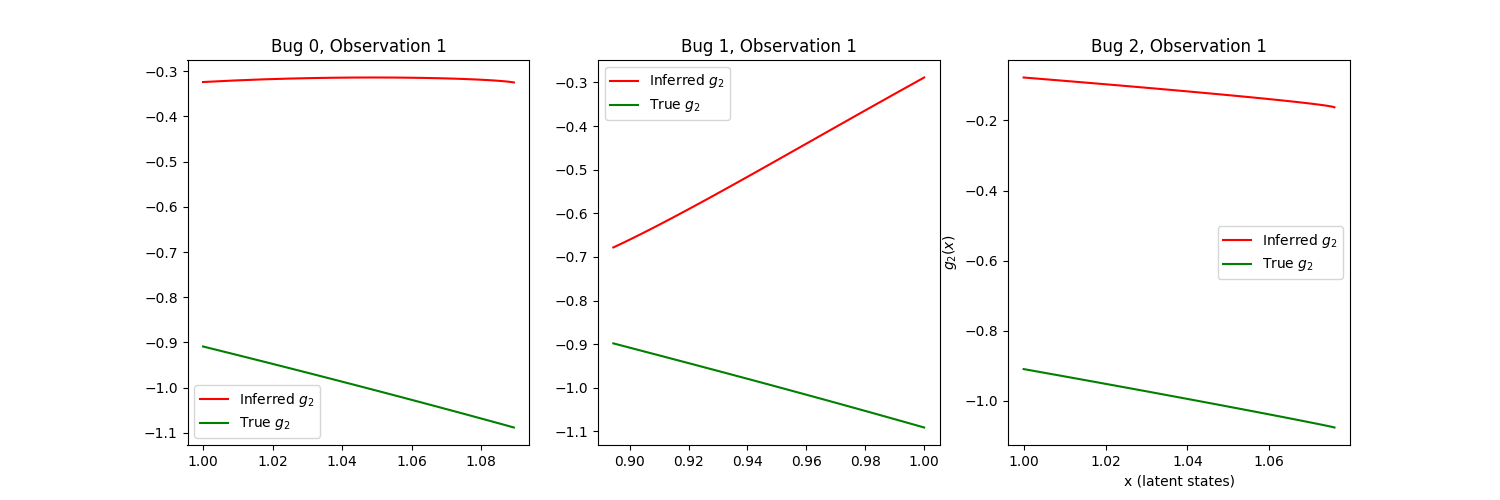 Bug 0, Observation 1
−0.3
−0.4
−0.5
−0.6
−0.7
−0.8
−0.9
−1.0
−1.1
Inferred g₂
True g₂
1.00 1.02 1.04 1.06 1.08
Bug 1, Observation 1
−0.3
−0.4
−0.5
−0.6
−0.7
−0.8
−0.9
−1.0
−1.1
Inferred g₂
True g₂
0.90 0.92 0.94 0.96 0.98 1.00
Bug 2, Observation 1
g₂(x)
−0.2
−0.4
−0.6
−0.8
−1.0
Inferred g₂
True g₂
1.00 1.02 1.04 1.06
x (latent states)